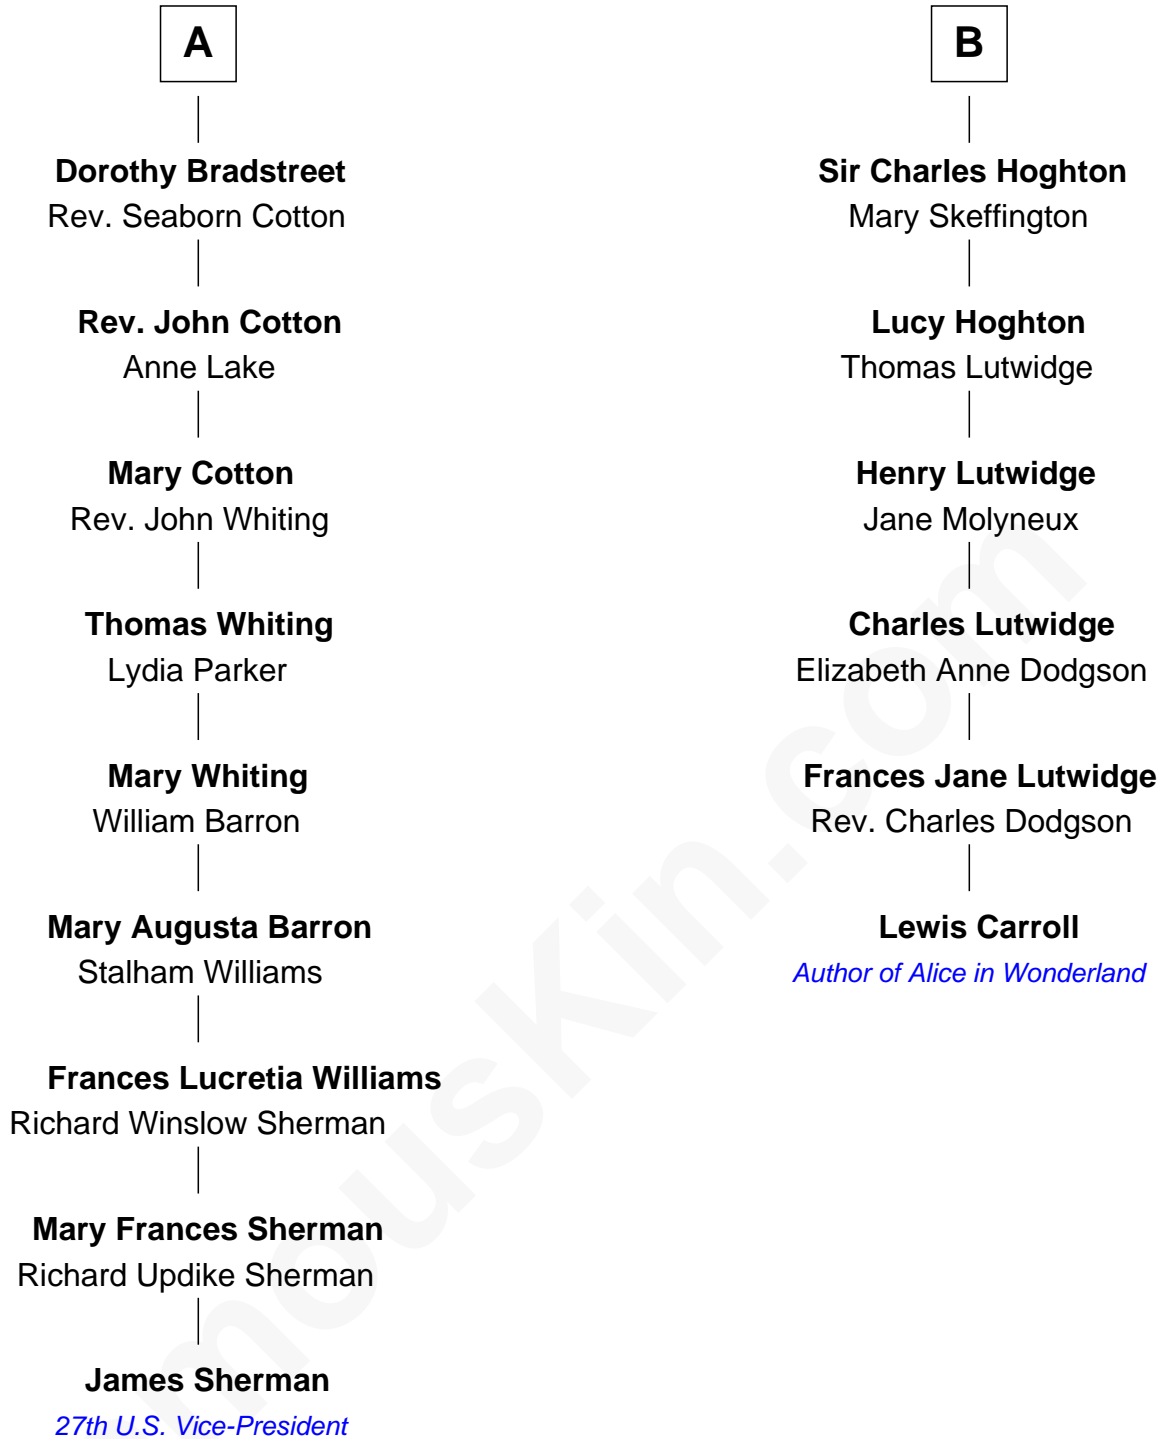 A
Dorothy Bradstreet
Rev. Seaborn Cotton
Rev. John Cotton
Anne Lake
Mary Cotton
Rev. John Whiting
Thomas Whiting
Lydia Parker
Mary Whiting
William Barron
Mary Augusta Barron
Stalham Williams
Frances Lucretia Williams
Richard Winslow Sherman
Mary Frances Sherman
Richard Updike Sherman
James Sherman
27th U.S. Vice-President
B
Sir Charles Hoghton
Mary Skeffington
Lucy Hoghton
Thomas Lutwidge
Henry Lutwidge
Jane Molyneux
Charles Lutwidge
Elizabeth Anne Dodgson
Frances Jane Lutwidge
Rev. Charles Dodgson
Lewis Carroll
Author of Alice in Wonderland
mousKin.com